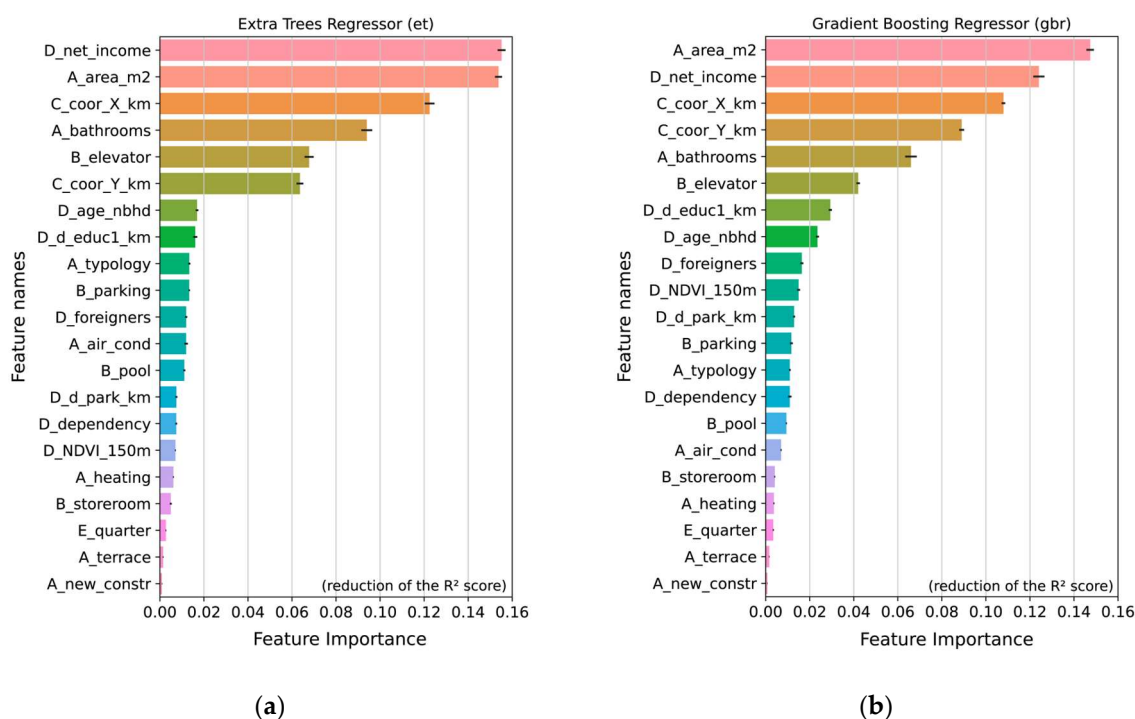 Extra Trees Regressor (et)
Feature names
D_net_income
A_area_m2
C_coor_X_km
A_bathrooms
B_elevator
C_coor_Y_km
D_age_nbhd
D_d_educ1_km
A_typology
B_parking
D_foreigners
A_air_cond
B_pool
D_d_park_km
D_dependency
D_NDVI_150m
A_heating
B_storeroom
E_quarter
A_terrace
A_new_constr
(reduction of the R² score)
0.00 0.02 0.04 0.06 0.08 0.10 0.12 0.14 0.16
Feature Importance
(a)
Gradient Boosting Regressor (gbr)
Feature names
A_area_m2
D_net_income
C_coor_X_km
C_coor_Y_km
A_bathrooms
B_elevator
D_d_educ1_km
D_age_nbhd
D_foreigners
D_NDVI_150m
D_d_park_km
B_parking
A_typology
D_dependency
B_pool
A_air_cond
B_storeroom
A_heating
E_quarter
A_terrace
A_new_constr
(reduction of the R² score)
0.00 0.02 0.04 0.06 0.08 0.10 0.12 0.14 0.16
Feature Importance
(b)